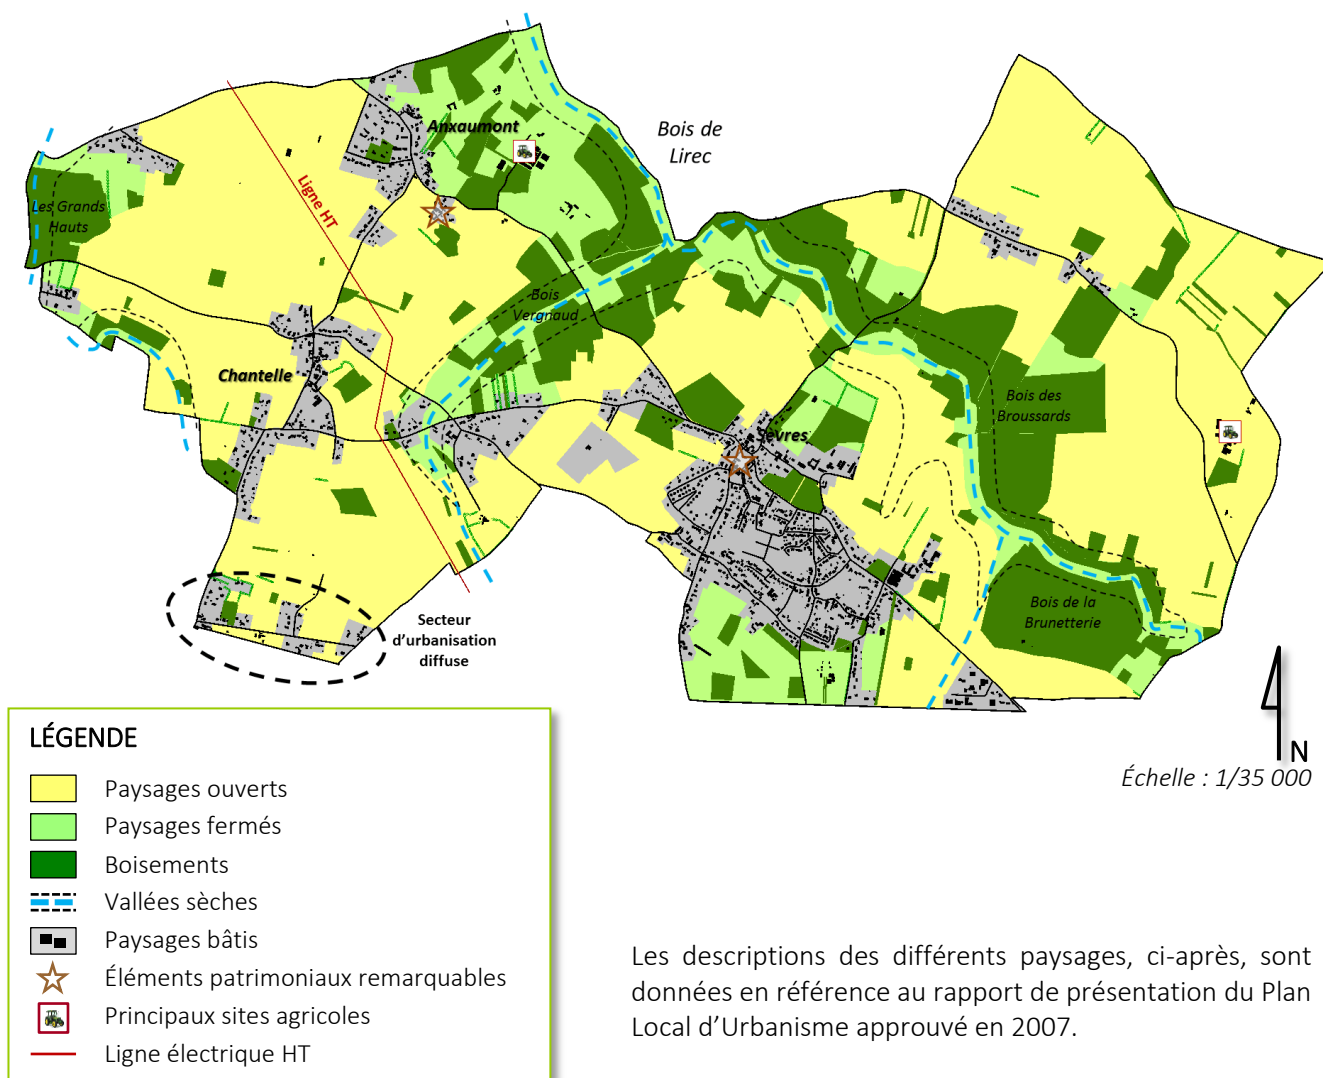 Bois de
Lirec
Anxaumont
Ligne HT
Les Grands
Hauts
Bois
Vergnaud
Chantelle
Bois des
Broussards
Sèvres
Bois de la
Brunetterie
Secteur
d’urbanisation
diffuse
N
Échelle : 1/35 000
LÉGENDE
Paysages ouverts
Paysages fermés
Boisements
Vallées sèches
Paysages bâtis
Éléments patrimoniaux remarquables
Principaux sites agricoles
Ligne électrique HT
Les descriptions des différents paysages, ci-après, sont
données en référence au rapport de présentation du Plan
Local d’Urbanisme approuvé en 2007.